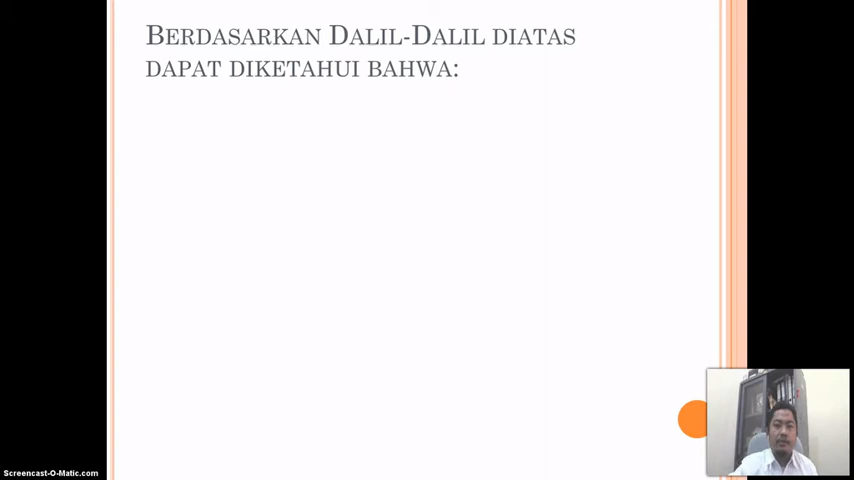 BERDASARKAN DALIL-DALIL DIATAS
DAPAT DIKETAHUI BAHWA:
Screencast-O-Matic.com